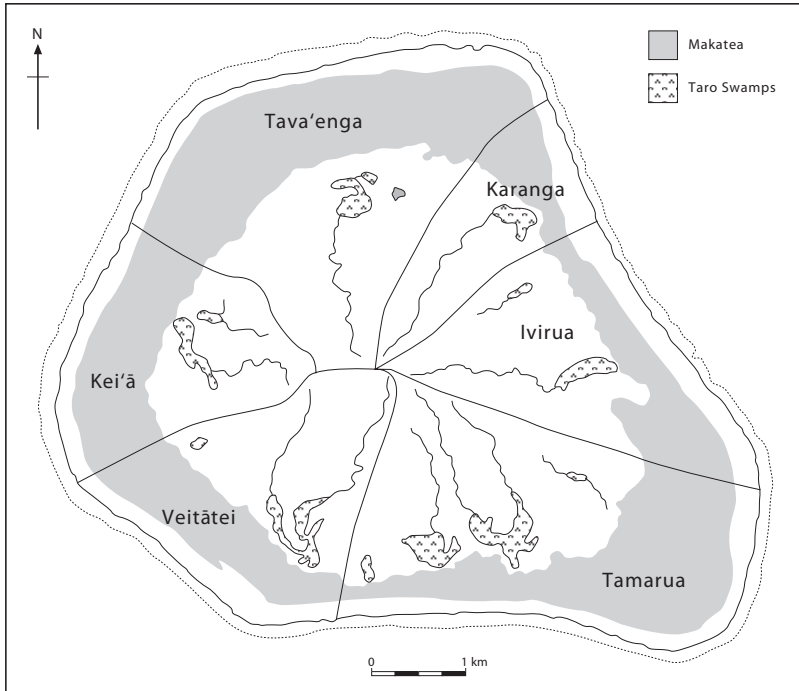 N
Makatea
Taro Swamps
Tava‘enga
Karanga
Ivirua
Kei‘ā
Veitātei
Tamarua
0 1 km